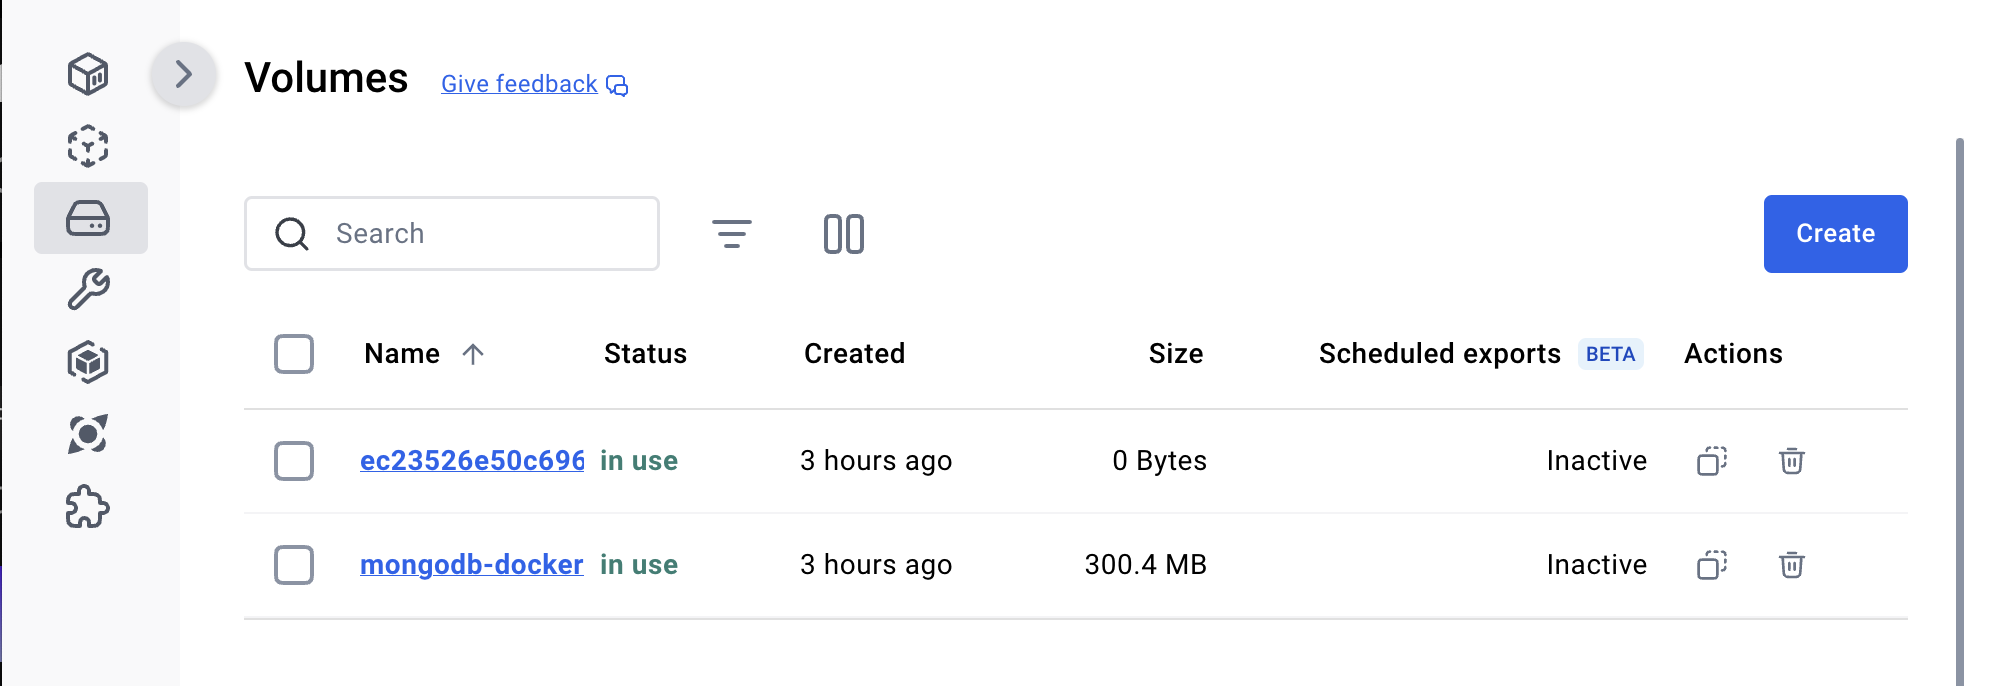 Volumes Give feedback
Search
Create
Name Status Created Size Scheduled exports BETA Actions
ec23526e50c696 in use 3 hours ago 0 Bytes Inactive
mongodb-docker in use 3 hours ago 300.4 MB Inactive